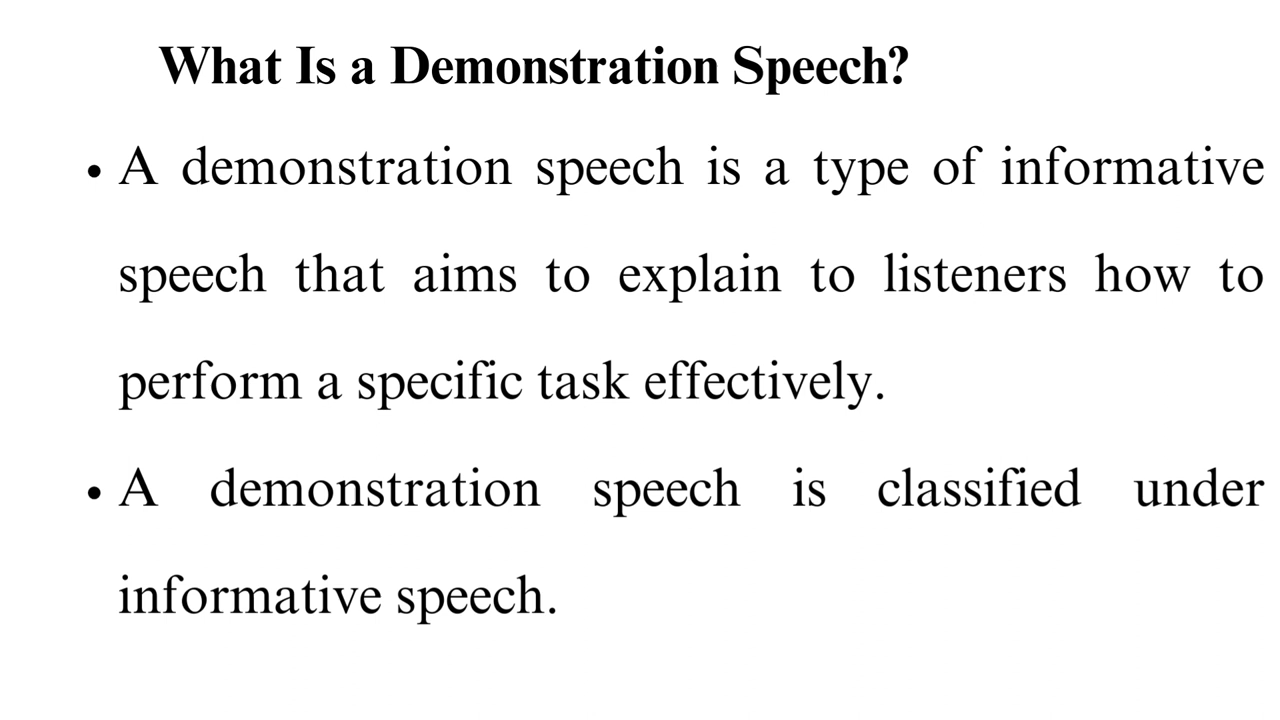 What Is a Demonstration Speech?
• A demonstration speech is a type of informative
speech that aims to explain to listeners how to
perform a specific task effectively.
• A demonstration speech is classified under
informative speech.